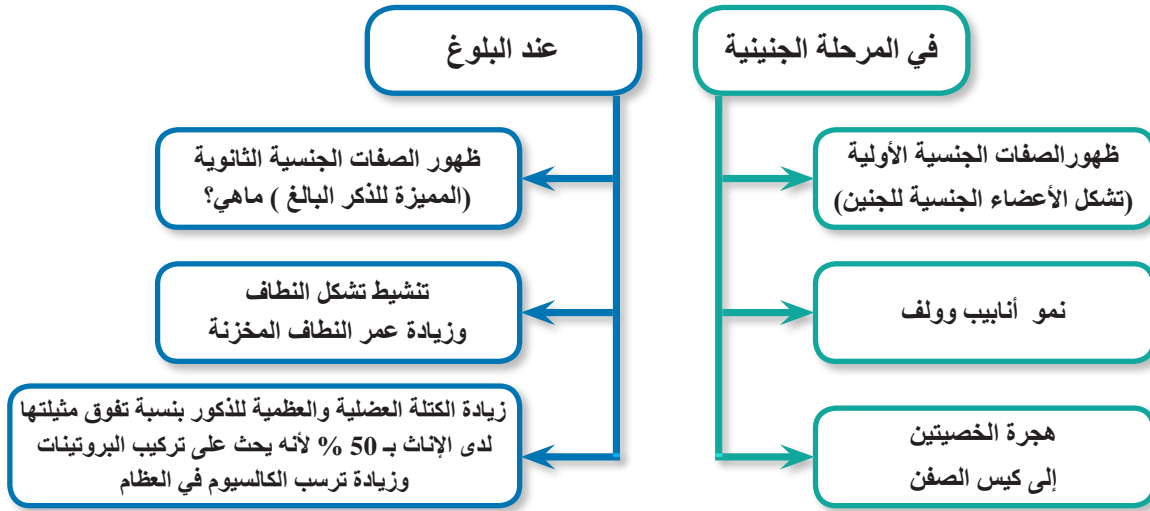 في المرحلة الجنينية
ظهورالصفات الجنسية الأولية
(تشكل الأعضاء الجنسية للجنين)
نمو أنابيب وولف
هجرة الخصيتين
إلى كيس الصفن
عند البلوغ
ظهور الصفات الجنسية الثانوية
(المميزة للذكر البالغ ) ماهي؟
تنشيط تشكل النطاف
وزيادة عمر النطاف المخزنة
زيادة الكتلة العضلية والعظمية للذكور بنسبة تفوق مثيلتها
لدى الإناث بـ 50 % لأنه يحث على تركيب البروتينات
وزيادة ترسب الكالسيوم في العظام